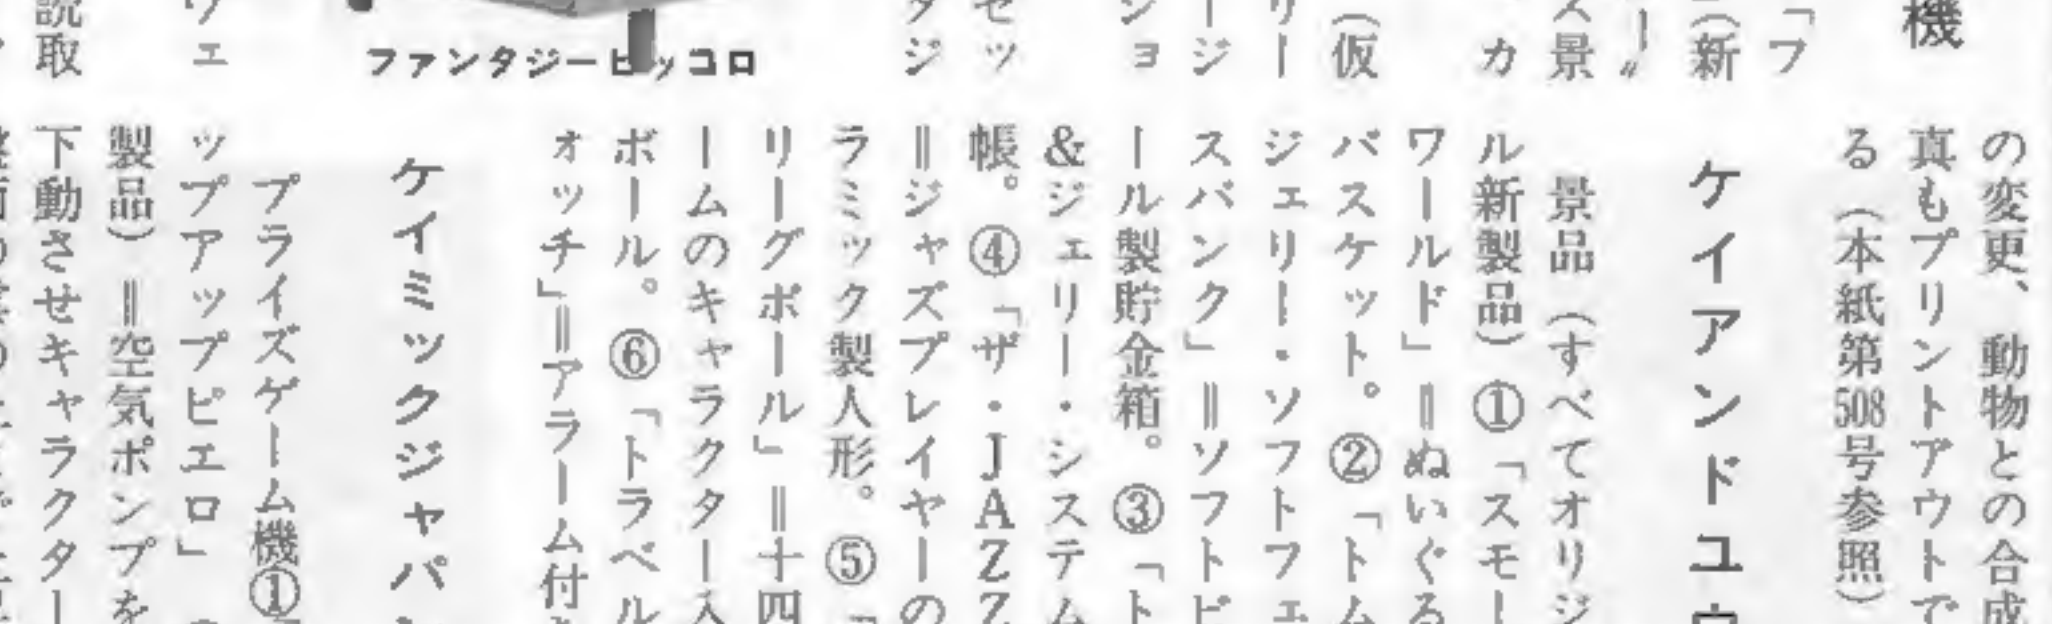 機
「フ
(新
ー〟
ス景
カ
(仮
リー
ージ
ショ
セッ
タジ
ファンタジーピッコロ
ウェ
読取
の変更、動物との合成
真もプリントアウトで
る(本紙第508号参照)
ケイアンドユウ
景品(すべてオリジ
ル新製品)①「スモー
ワールド」=ぬいぐる
バスケット。②「トム
ジェリー・ソフトフェ
スバンク」=ソフトビ
ール製貯金箱。③「ト
&ジェリー・システム
帳。④「ザ・JAZZ
=ジャズプレイヤーの
ラミック製人形。⑤「
リーグボール」=十四
ームのキャラクター入
ボール。⑥「トラベル
ォッチ」=アラーム付
ケイミックジャパ
プライズゲーム機①
ップアップピエロ」
製品)=空気ポンプを
下動させキャラクター